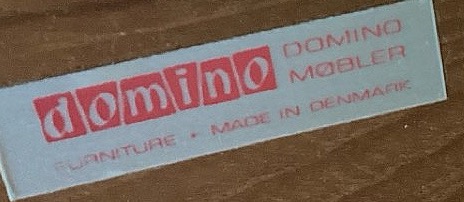 domino
DOMINO
MØBLER
FURNITURE • MADE IN DENMARK